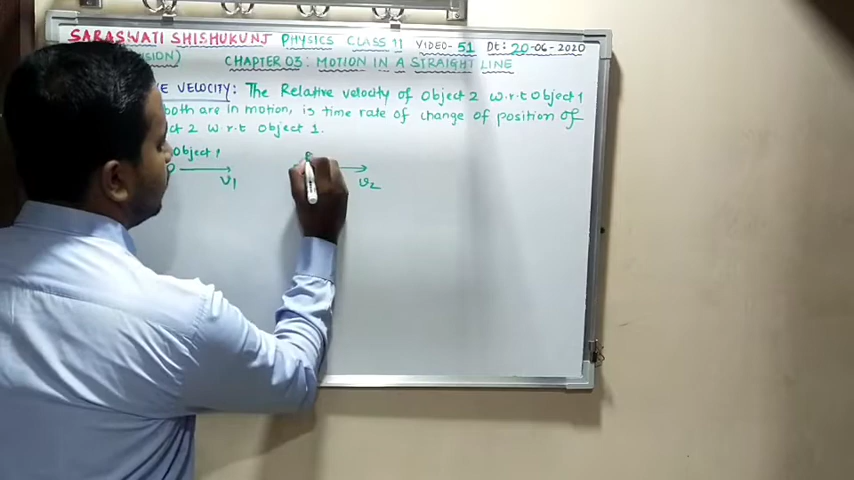 SARASWATI SHISHUKUNJ PHYSICS CLASS 11 VIDEO-51 Dt: 20-06-2020
CHAPTER 03: MOTION IN A STRAIGHT LINE
VELOCITY: The Relative velocity of Object 2 w.r.t Object 1
both are in motion, is time rate of change of position of
2 w.r.t Object 1.
Object 1
v1
v2